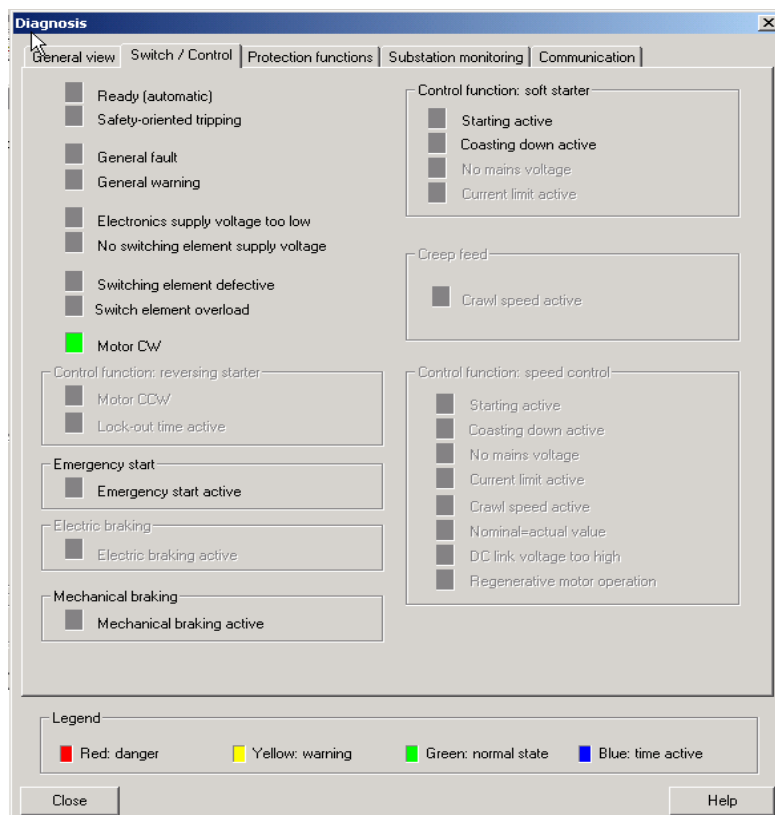 Diagnosis
General view
Switch / Control
Protection functions
Substation monitoring
Communication
Ready (automatic)
Safety-oriented tripping
General fault
General warning
Electronics supply voltage too low
No switching element supply voltage
Switching element defective
Switch element overload
Motor CW
Control function: reversing starter
Motor CCW
Lock-out time active
Emergency start
Emergency start active
Electric braking
Electric braking active
Mechanical braking
Mechanical braking active
Control function: soft starter
Starting active
Coasting down active
No mains voltage
Current limit active
Creep feed
Crawl speed active
Control function: speed control
Starting active
Coasting down active
No mains voltage
Current limit active
Crawl speed active
Nominal=actual value
DC link voltage too high
Regenerative motor operation
Legend
Red: danger
Yellow: warning
Green: normal state
Blue: time active
Close
Help